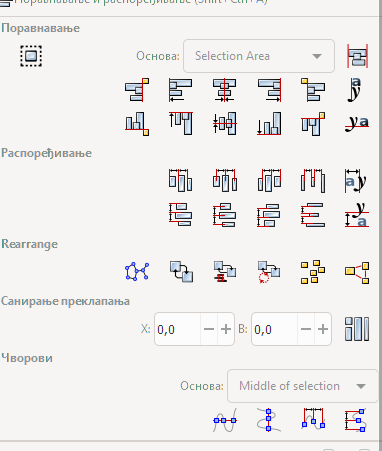 Поравнавање и распоређивање (Shift+Ctrl+A)
Поравнавање
Основа: Selection Area
Распоређивање
Rearrange
Санирање преклапања
X: 0,0 В: 0,0
Чворови
Основа: Middle of selection